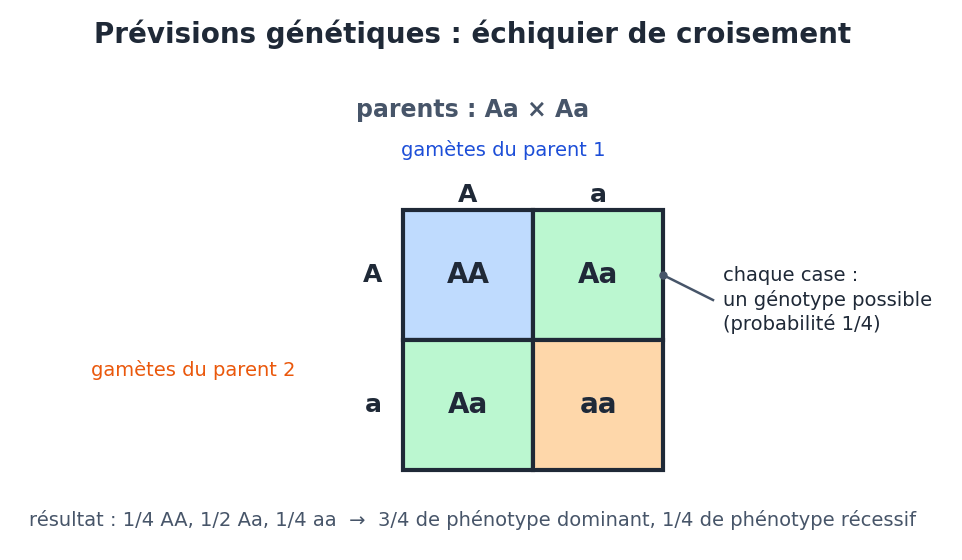 Prévisions génétiques : échiquier de croisement
parents : Aa × Aa
gamètes du parent 1
A
a
A
AA
Aa
chaque case :
un génotype possible
(probabilité 1/4)
gamètes du parent 2
a
Aa
aa
résultat : 1/4 AA, 1/2 Aa, 1/4 aa → 3/4 de phénotype dominant, 1/4 de phénotype récessif